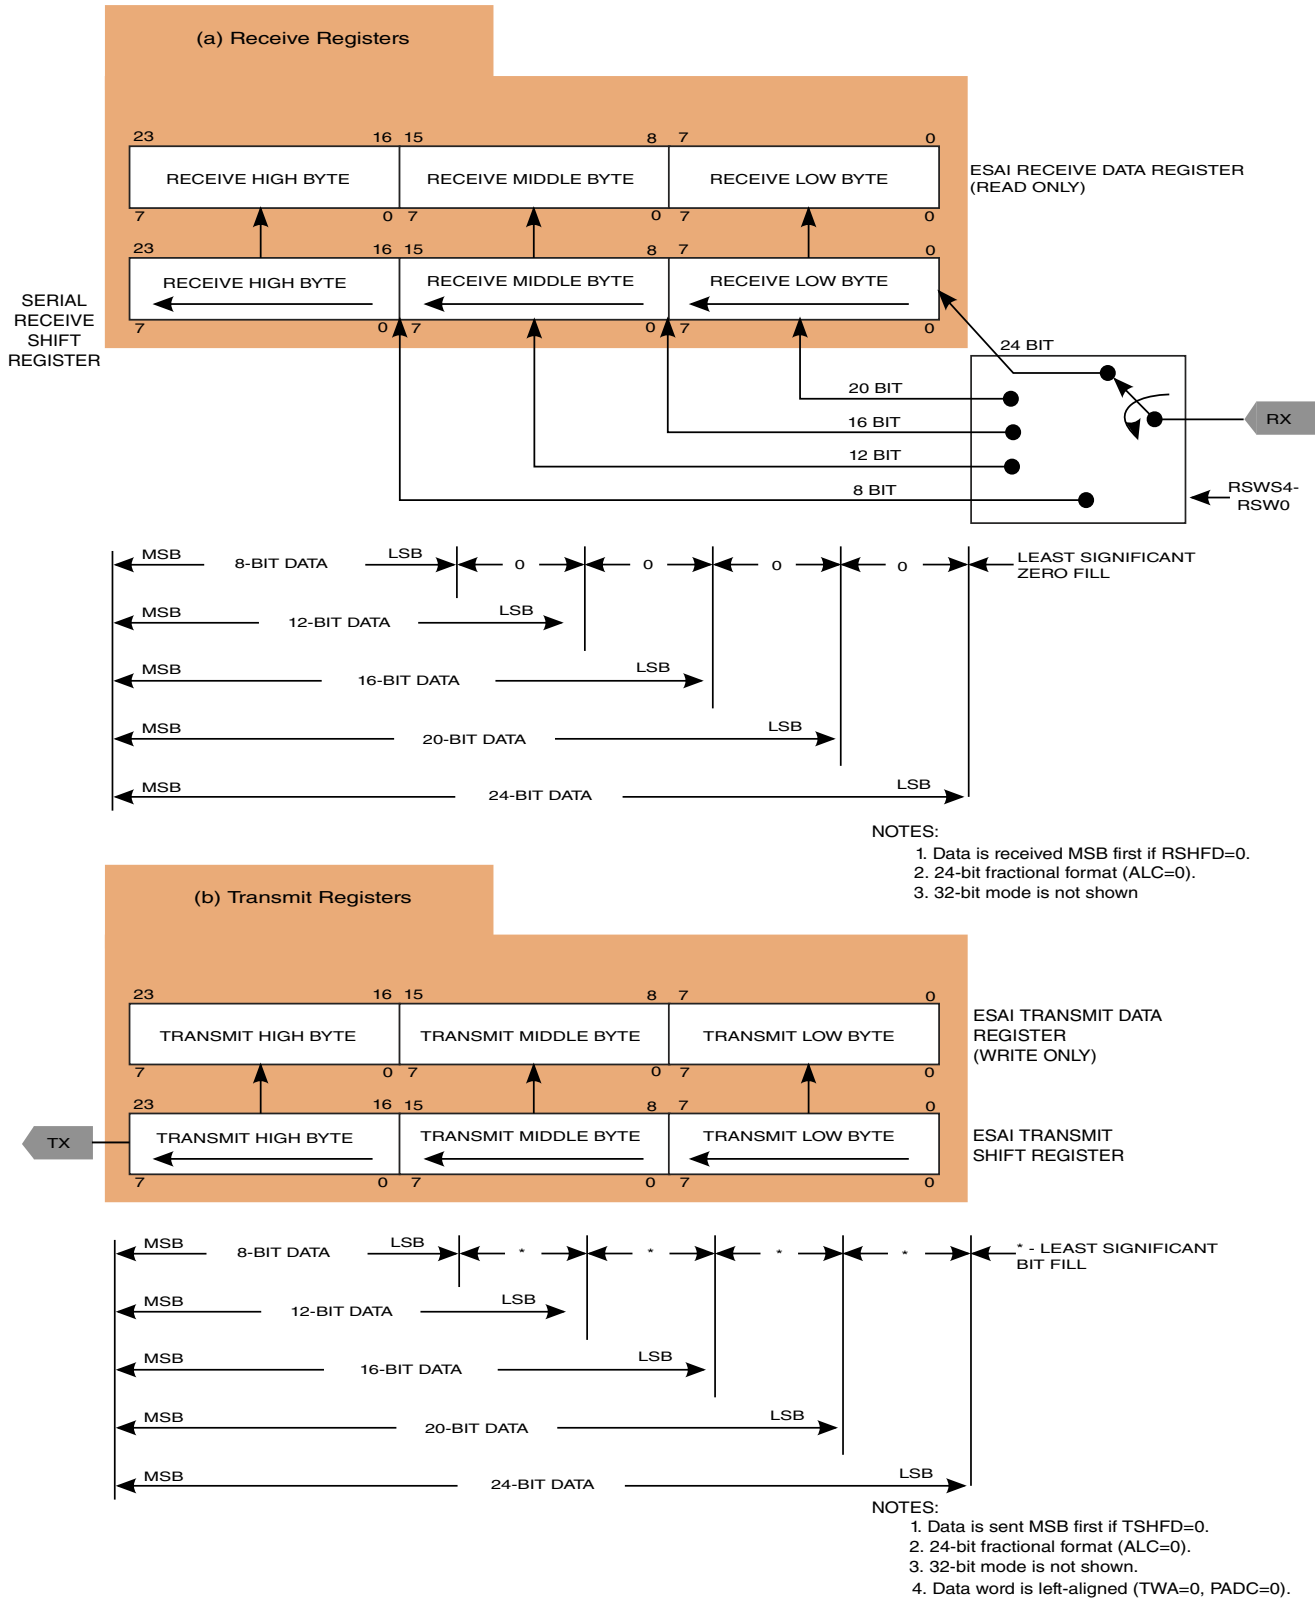 (a) Receive Registers
23 16 15 8 7 0
RECEIVE HIGH BYTE RECEIVE MIDDLE BYTE RECEIVE LOW BYTE
ESAI RECEIVE DATA REGISTER
(READ ONLY)
7 0 7 0 7 0
23 16 15 8 7 0
RECEIVE HIGH BYTE RECEIVE MIDDLE BYTE RECEIVE LOW BYTE
7 0 7 0 7 0
SERIAL
RECEIVE
SHIFT
REGISTER
24 BIT
20 BIT
16 BIT
12 BIT
8 BIT
RX
RSWS4-
RSW0
MSB 8-BIT DATA LSB 0 0 0 0
LEAST SIGNIFICANT
ZERO FILL
MSB 12-BIT DATA LSB
MSB 16-BIT DATA LSB
MSB 20-BIT DATA LSB
MSB 24-BIT DATA LSB
NOTES:
1. Data is received MSB first if RSHFD=0.
2. 24-bit fractional format (ALC=0).
3. 32-bit mode is not shown
(b) Transmit Registers
23 16 15 8 7 0
TRANSMIT HIGH BYTE TRANSMIT MIDDLE BYTE TRANSMIT LOW BYTE
ESAI TRANSMIT DATA
REGISTER
(WRITE ONLY)
7 0 7 0 7 0
23 16 15 8 7 0
TX
TRANSMIT HIGH BYTE TRANSMIT MIDDLE BYTE TRANSMIT LOW BYTE
ESAI TRANSMIT
SHIFT REGISTER
7 0 7 0 7 0
MSB 8-BIT DATA LSB * * * *
* - LEAST SIGNIFICANT
BIT FILL
MSB 12-BIT DATA LSB
MSB 16-BIT DATA LSB
MSB 20-BIT DATA LSB
MSB 24-BIT DATA LSB
NOTES:
1. Data is sent MSB first if TSHFD=0.
2. 24-bit fractional format (ALC=0).
3. 32-bit mode is not shown.
4. Data word is left-aligned (TWA=0, PADC=0).